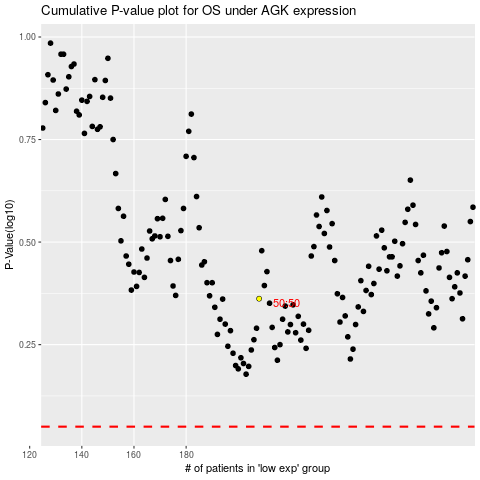 Cumulative P-value plot for OS under AGK expression
1.00
0.75
0.50
0.25
P-Value(log10)
50:50
120 140 160 180
# of patients in 'low exp' group